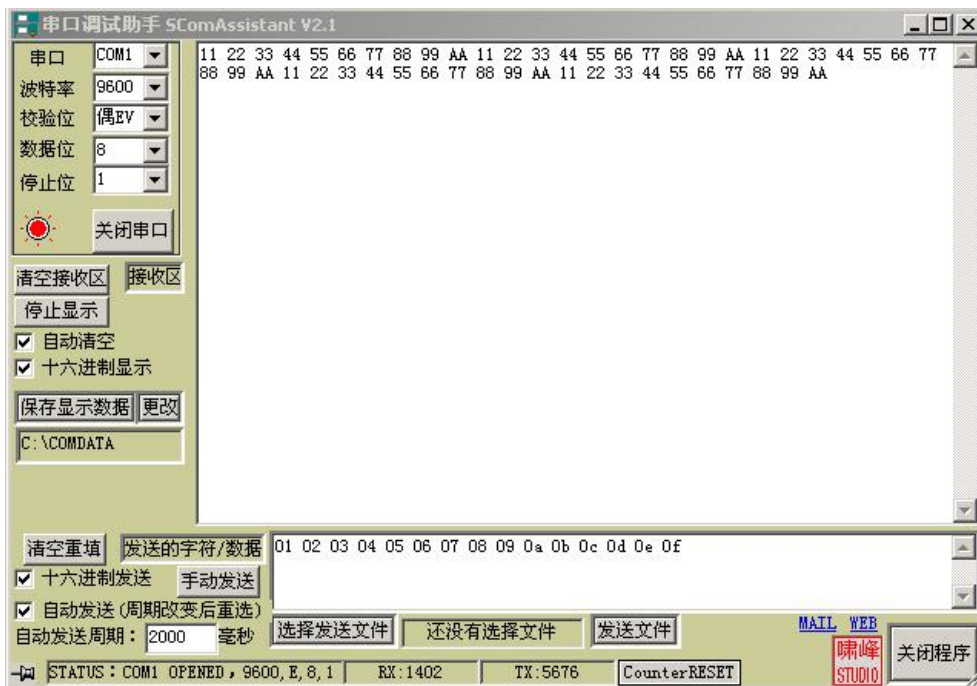 串口调试助手 SComAssistant V2.1
串口 COM1
波特率 9600
校验位 偶EV
数据位 8
停止位 1
关闭串口
11 22 33 44 55 66 77 88 99 AA 11 22 33 44 55 66 77 88 99 AA 11 22 33 44 55 66 77
88 99 AA 11 22 33 44 55 66 77 88 99 AA 11 22 33 44 55 66 77 88 99 AA
清空接收区 接收区
停止显示
自动清空
十六进制显示
保存显示数据 更改
C:\COMDATA
清空重填 发送的字符/数据 01 02 03 04 05 06 07 08 09 0a 0b 0c 0d 0e 0f
十六进制发送 手动发送
自动发送(周期改变后重选)
自动发送周期: 2000 毫秒 选择发送文件 还没有选择文件 发送文件 MAIL WEB
啸峰 关闭程序
STATUS:COM1 OPENED,9600,E,8,1 RX:1402 TX:5676 CounterRESET STUDIO